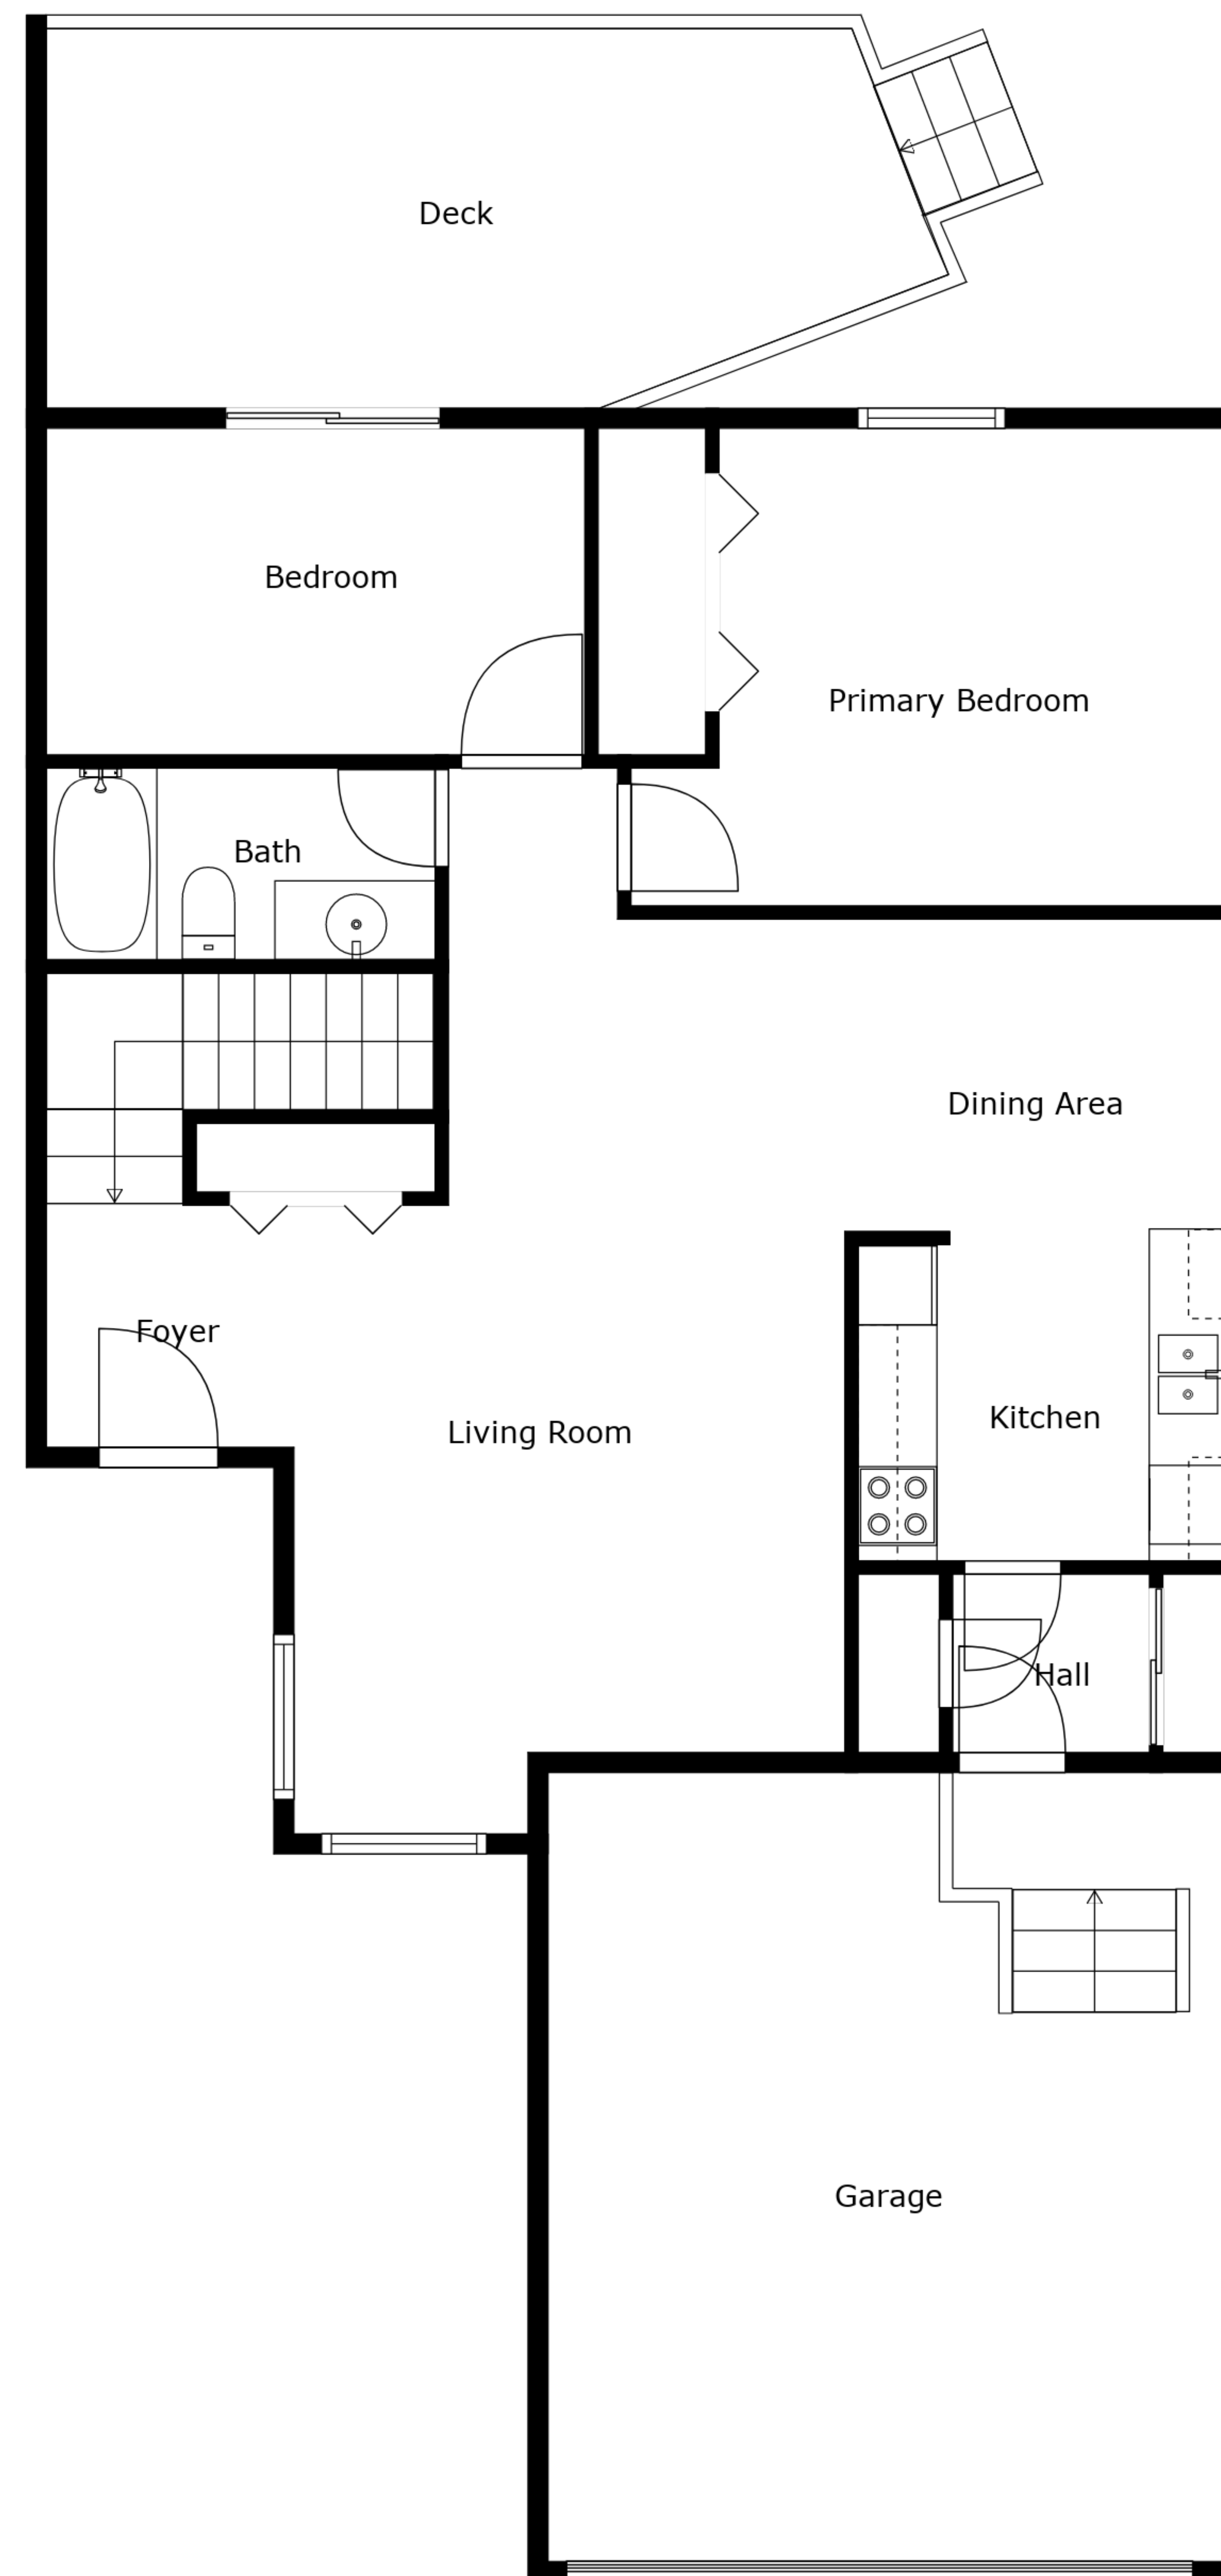 Deck
Bedroom
Primary Bedroom
Bath
Dining Area
Foyer
Kitchen
Living Room
Hall
Garage